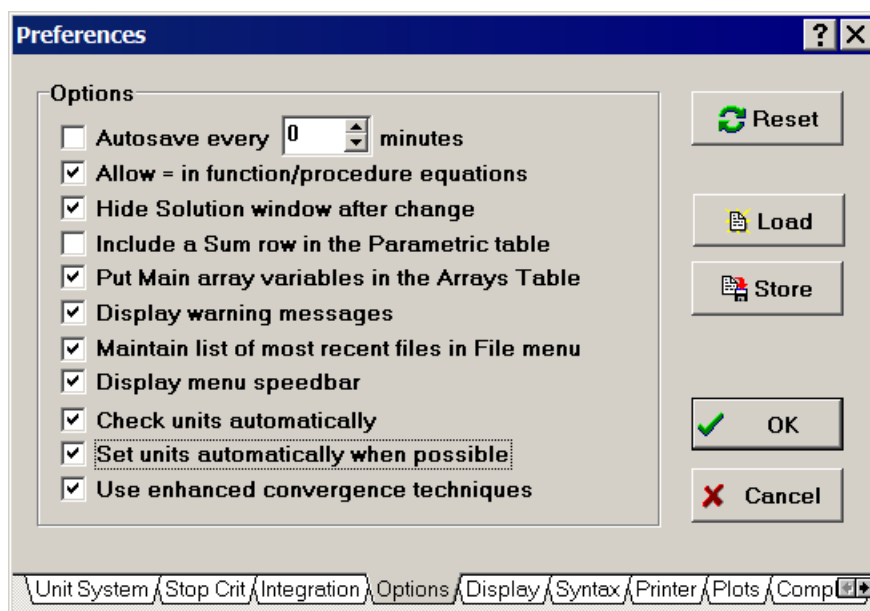 Preferences
Options
Autosave every 0 minutes
Allow = in function/procedure equations
Hide Solution window after change
Include a Sum row in the Parametric table
Put Main array variables in the Arrays Table
Display warning messages
Maintain list of most recent files in File menu
Display menu speedbar
Check units automatically
Set units automatically when possible
Use enhanced convergence techniques
Reset
Load
Store
OK
Cancel
Unit System Stop Crit Integration Options Display Syntax Printer Plots Compl